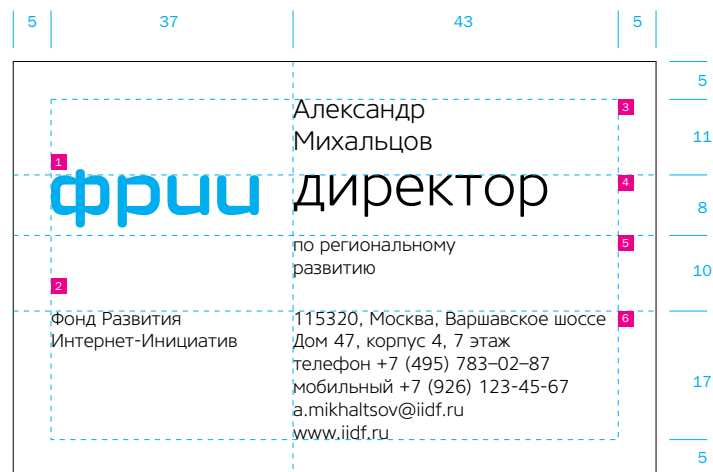 5 37 43 5
5
Александр
3
Михальцов
11
1
фрии
директор
4
8
по региональному
5
развитию
10
2
Фонд Развития
115320, Москва, Варшавское шоссе
6
Интернет-Инициатив
Дом 47, корпус 4, 7 этаж
телефон +7 (495) 783–02–87
мобильный +7 (926) 123-45-67
17
a.mikhaltsov@iidf.ru
www.iidf.ru
5